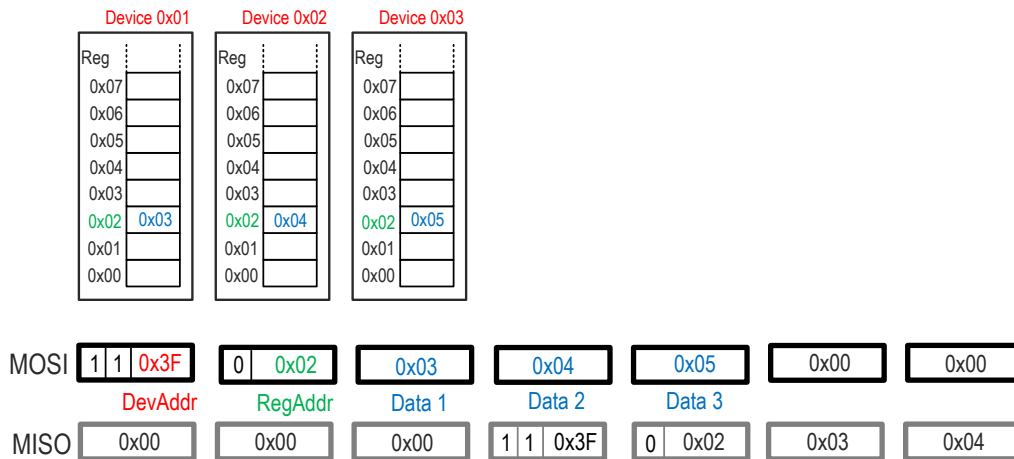 Device 0x01 Device 0x02 Device 0x03
Reg Reg Reg
0x07 0x07 0x07
0x06 0x06 0x06
0x05 0x05 0x05
0x04 0x04 0x04
0x03 0x03 0x03
0x02 0x03 0x02 0x04 0x02 0x05
0x01 0x01 0x01
0x00 0x00 0x00
MOSI 1 1 0x3F 0 0x02 0x03 0x04 0x05 0x00 0x00
DevAddr RegAddr Data 1 Data 2 Data 3
MISO 0x00 0x00 0x00 1 1 0x3F 0 0x02 0x03 0x04